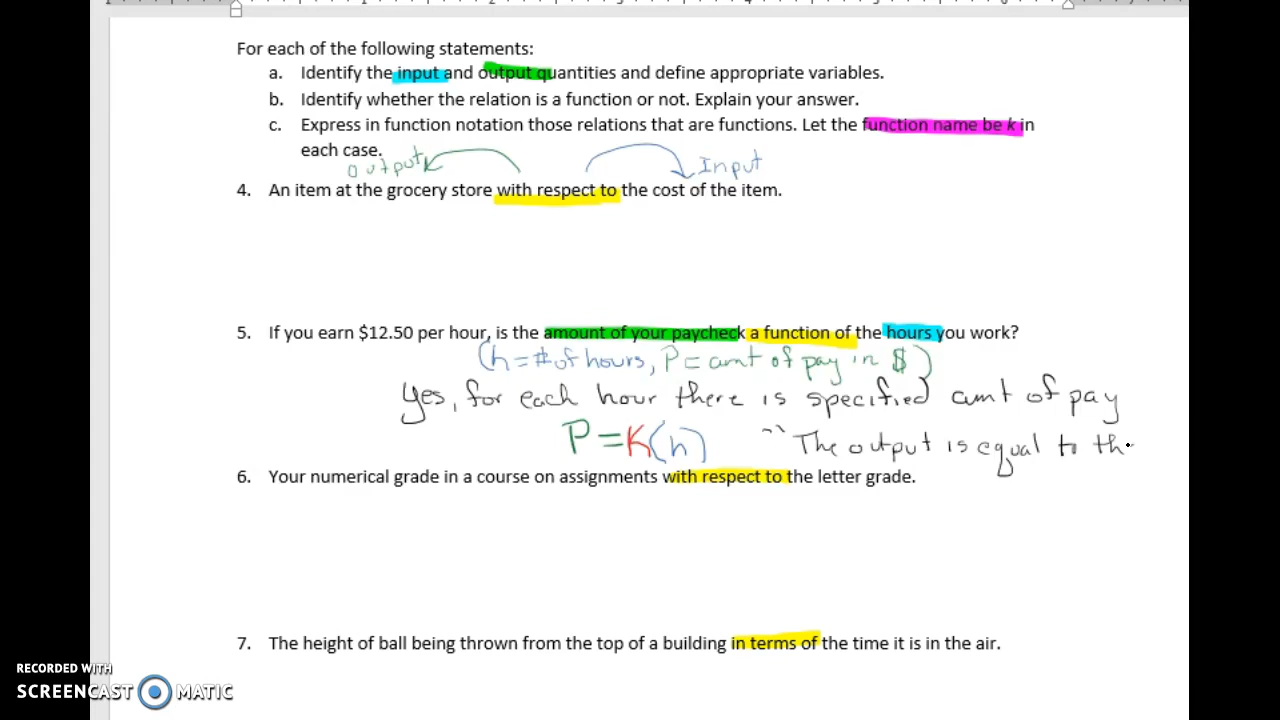 For each of the following statements:
a. Identify the input and output quantities and define appropriate variables.
b. Identify whether the relation is a function or not. Explain your answer.
c. Express in function notation those relations that are functions. Let the function name be k in
each case.
output Input
4. An item at the grocery store with respect to the cost of the item.
5. If you earn $12.50 per hour, is the amount of your paycheck a function of the hours you work?
(h = # of hours, P = amt of pay in $)
Yes, for each hour there is specified amt of pay
P = K(h) "The output is equal to th
6. Your numerical grade in a course on assignments with respect to the letter grade.
7. The height of ball being thrown from the top of a building in terms of the time it is in the air.
RECORDED WITH
SCREENCAST MATIC